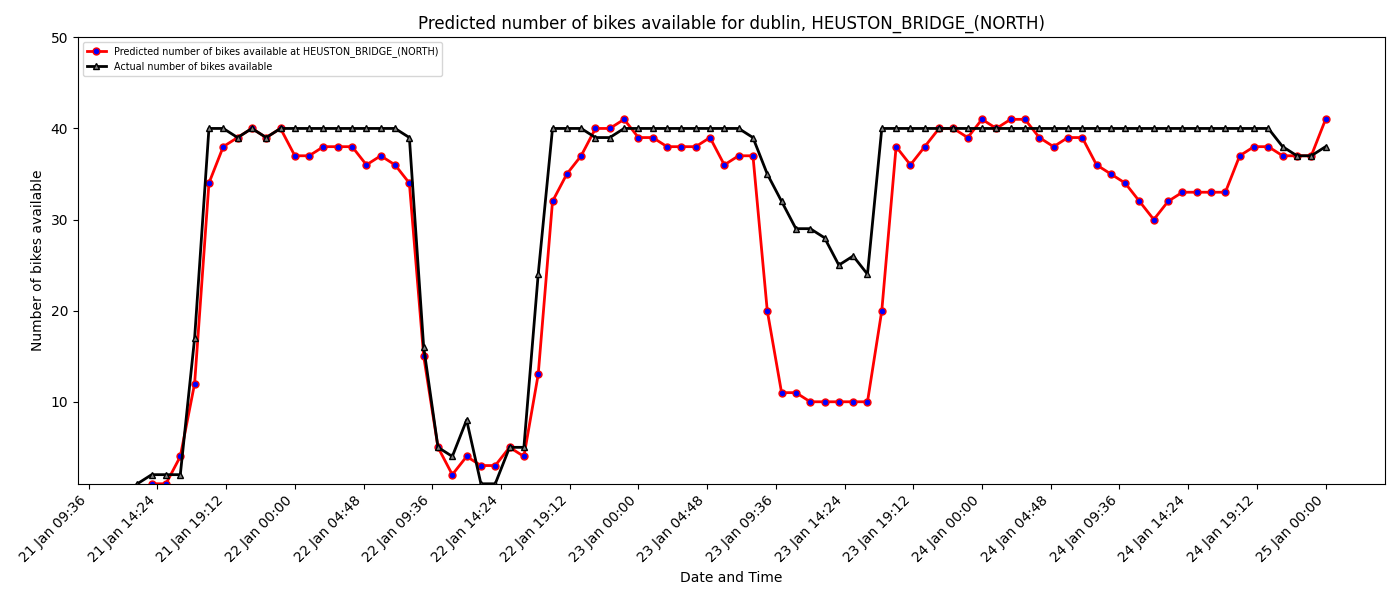 Predicted number of bikes available for dublin, HEUSTON_BRIDGE_(NORTH)
Predicted number of bikes available at HEUSTON_BRIDGE_(NORTH)
Actual number of bikes available
Number of bikes available
50
40
30
20
10
21 Jan 09:36
21 Jan 14:24
21 Jan 19:12
22 Jan 00:00
22 Jan 04:48
22 Jan 09:36
22 Jan 14:24
22 Jan 19:12
23 Jan 00:00
23 Jan 04:48
23 Jan 09:36
23 Jan 14:24
23 Jan 19:12
24 Jan 00:00
24 Jan 04:48
24 Jan 09:36
24 Jan 14:24
24 Jan 19:12
25 Jan 00:00
Date and Time